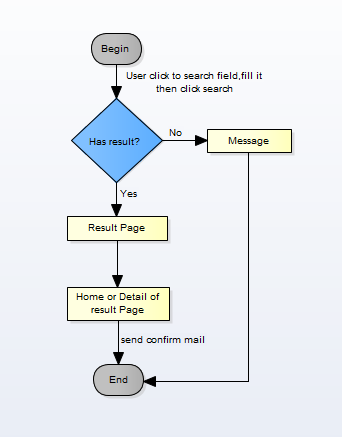 Begin
User click to search field,fill it
then click search
Has result?
No
Message
Yes
Result Page
Home or Detail of
result Page
send confirm mail
End